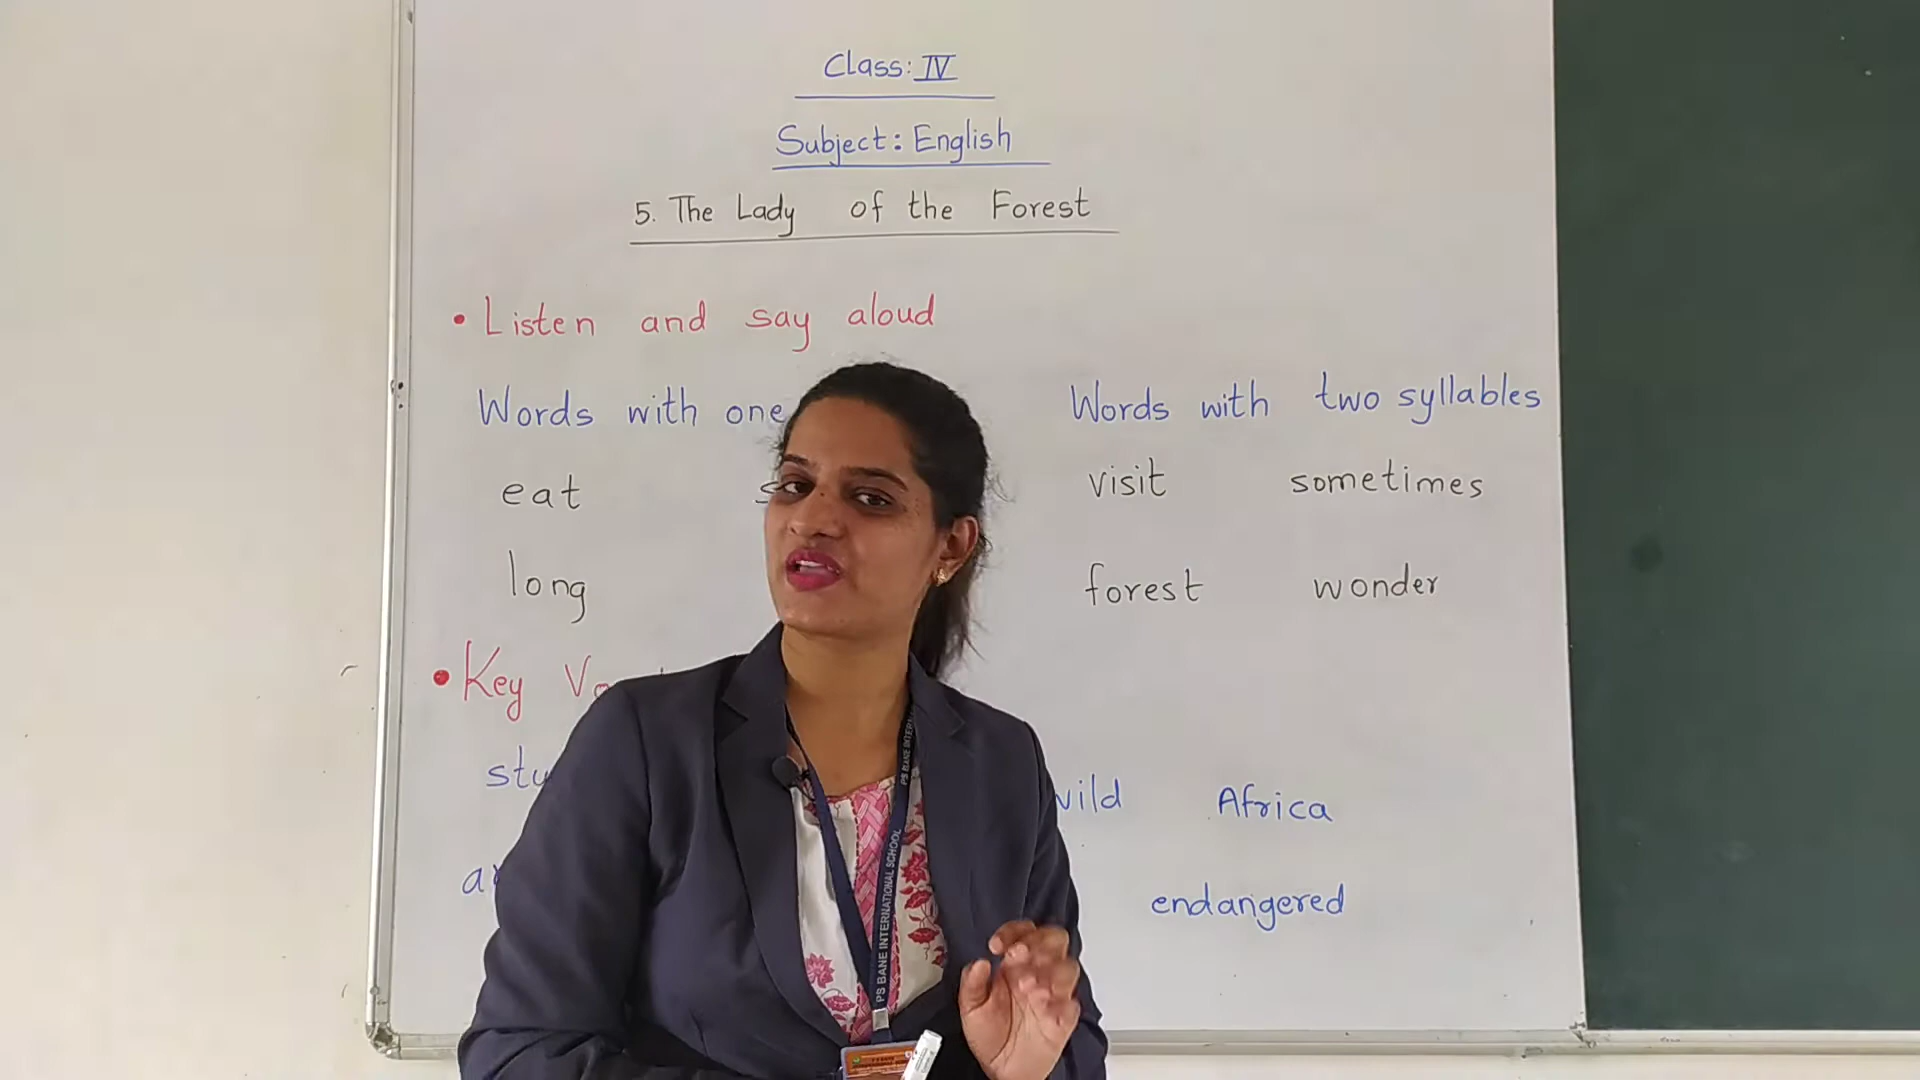 Class: IV
Subject: English
5. The Lady of the Forest
• Listen and say aloud
Words with one
Words with two syllables
eat
visit sometimes
long
forest wonder
• Key
Africa
endangered
PS BANE INTERNATIONAL SCHOOL